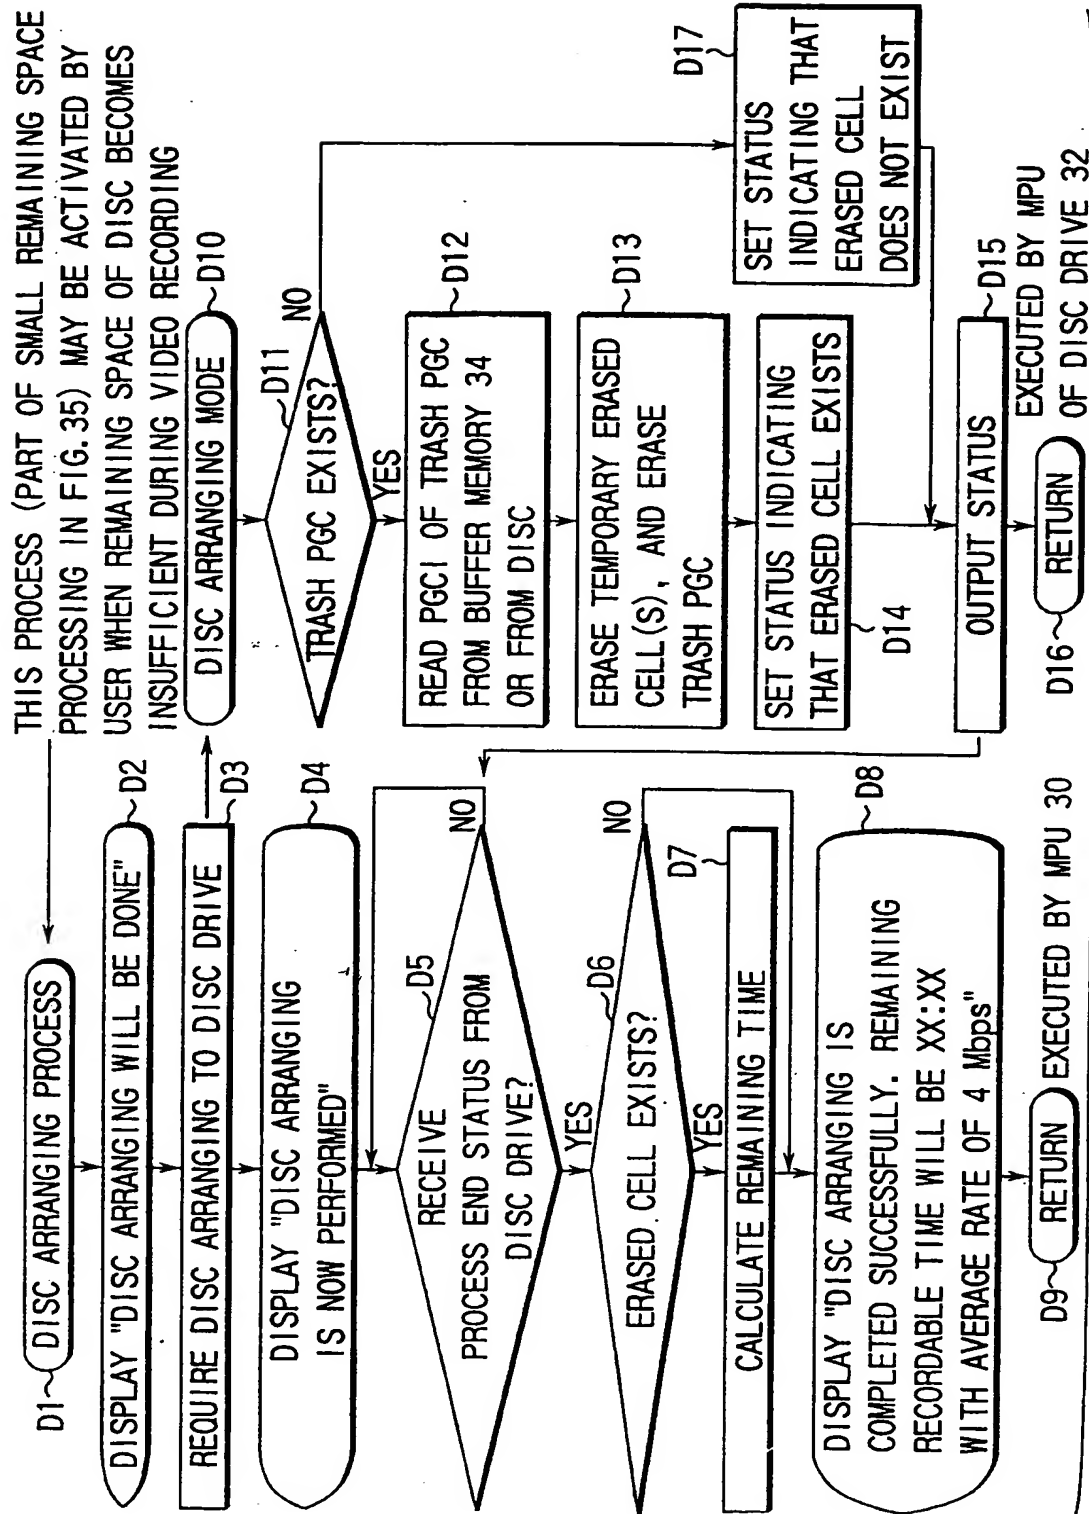 THIS PROCESS (PART OF SMALL REMAINING SPACE
PROCESSING IN FIG.35) MAY BE ACTIVATED BY
USER WHEN REMAINING SPACE OF DISC BECOMES
INSUFFICIENT DURING VIDEO RECORDING
D1
DISC ARRANGING PROCESS
DISPLAY "DISC ARRANGING WILL BE DONE"
D2
REQUIRE DISC ARRANGING TO DISC DRIVE
D3
DISPLAY "DISC ARRANGING
IS NOW PERFORMED"
D4
RECEIVE
PROCESS END STATUS FROM
DISC DRIVE?
D5
NO
YES
ERASED CELL EXISTS?
D6
NO
YES
CALCULATE REMAINING TIME
D7
DISPLAY "DISC ARRANGING IS
COMPLETED SUCCESSFULLY. REMAINING
RECORDABLE TIME WILL BE XX:XX
WITH AVERAGE RATE OF 4 Mbps"
D8
D9
RETURN
EXECUTED BY MPU 30
DISC ARRANGING MODE
D10
TRASH PGC EXISTS?
D11
NO
YES
READ PGCI OF TRASH PGC
FROM BUFFER MEMORY 34
OR FROM DISC
D12
ERASE TEMPORARY ERASED
CELL(S), AND ERASE
TRASH PGC
D13
SET STATUS INDICATING
THAT ERASED CELL EXISTS
D14
D17
SET STATUS
INDICATING THAT
ERASED CELL
DOES NOT EXIST
OUTPUT STATUS
D15
D16
RETURN
EXECUTED BY MPU
OF DISC DRIVE 32